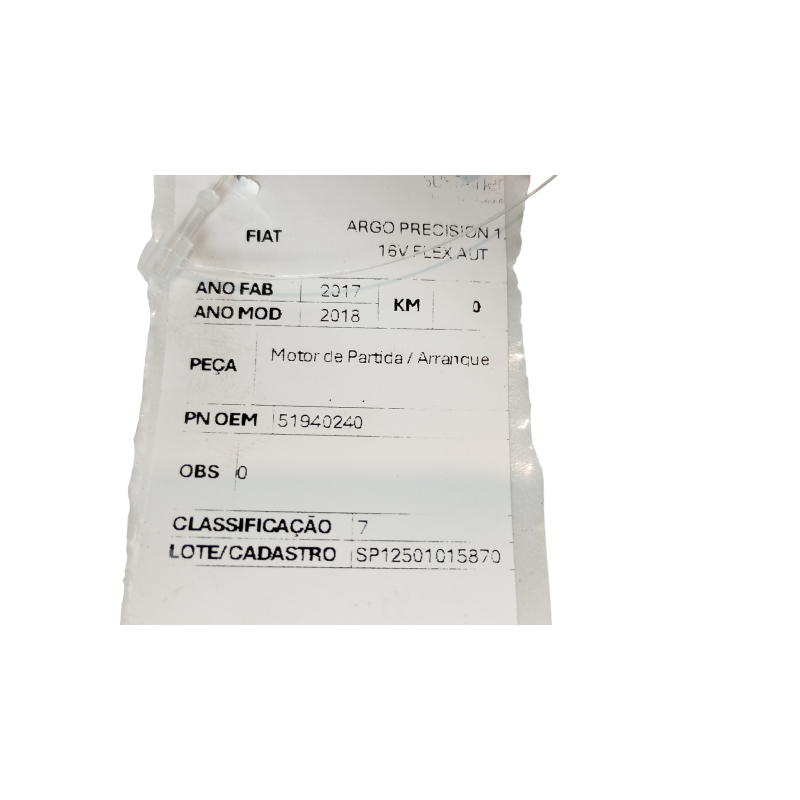 FIAT
ARGO PRECISION 1.
16V FLEX AUT
ANO FAB 2017
KM 0
ANO MOD 2018
PEÇA Motor de Partida / Arranque
PN OEM 51940240
OBS 0
CLASSIFICAÇÃO 7
LOTE/CADASTRO SP12501015870